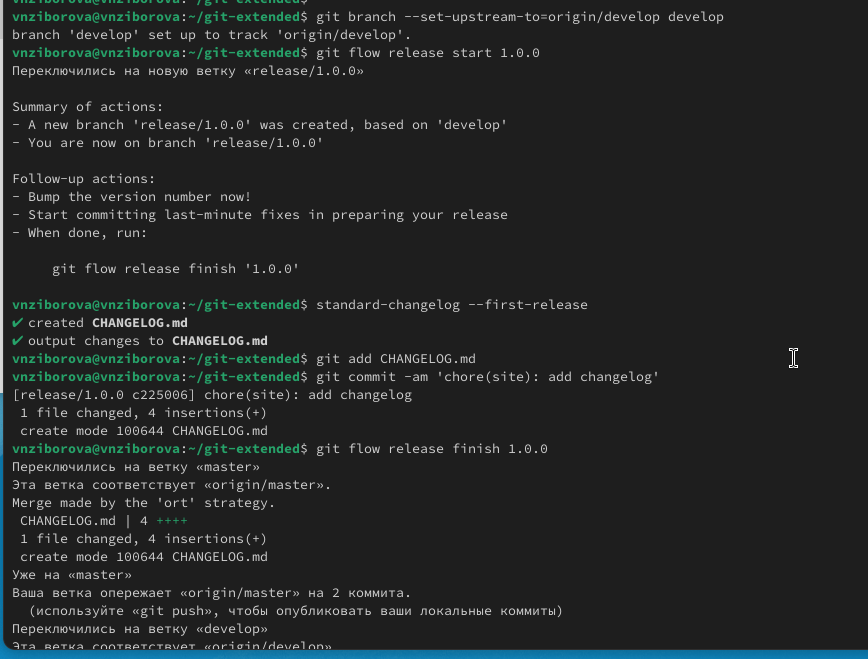 vnziborova@vnziborova:~/git-extended$ git branch --set-upstream-to=origin/develop develop
branch 'develop' set up to track 'origin/develop'.
vnziborova@vnziborova:~/git-extended$ git flow release start 1.0.0
Переключились на новую ветку «release/1.0.0»
Summary of actions:
- A new branch 'release/1.0.0' was created, based on 'develop'
- You are now on branch 'release/1.0.0'
Follow-up actions:
- Bump the version number now!
- Start committing last-minute fixes in preparing your release
- When done, run:
git flow release finish '1.0.0'
vnziborova@vnziborova:~/git-extended$ standard-changelog --first-release
✔ created CHANGELOG.md
✔ output changes to CHANGELOG.md
vnziborova@vnziborova:~/git-extended$ git add CHANGELOG.md
vnziborova@vnziborova:~/git-extended$ git commit -am 'chore(site): add changelog'
[release/1.0.0 c225006] chore(site): add changelog
1 file changed, 4 insertions(+)
create mode 100644 CHANGELOG.md
vnziborova@vnziborova:~/git-extended$ git flow release finish 1.0.0
Переключились на ветку «master»
Эта ветка соответствует «origin/master».
Merge made by the 'ort' strategy.
CHANGELOG.md | 4 ++++
1 file changed, 4 insertions(+)
create mode 100644 CHANGELOG.md
Уже на «master»
Ваша ветка опережает «origin/master» на 2 коммита.
(используйте «git push», чтобы опубликовать ваши локальные коммиты)
Переключились на ветку «develop»
Эта ветка соответствует «origin/develop».